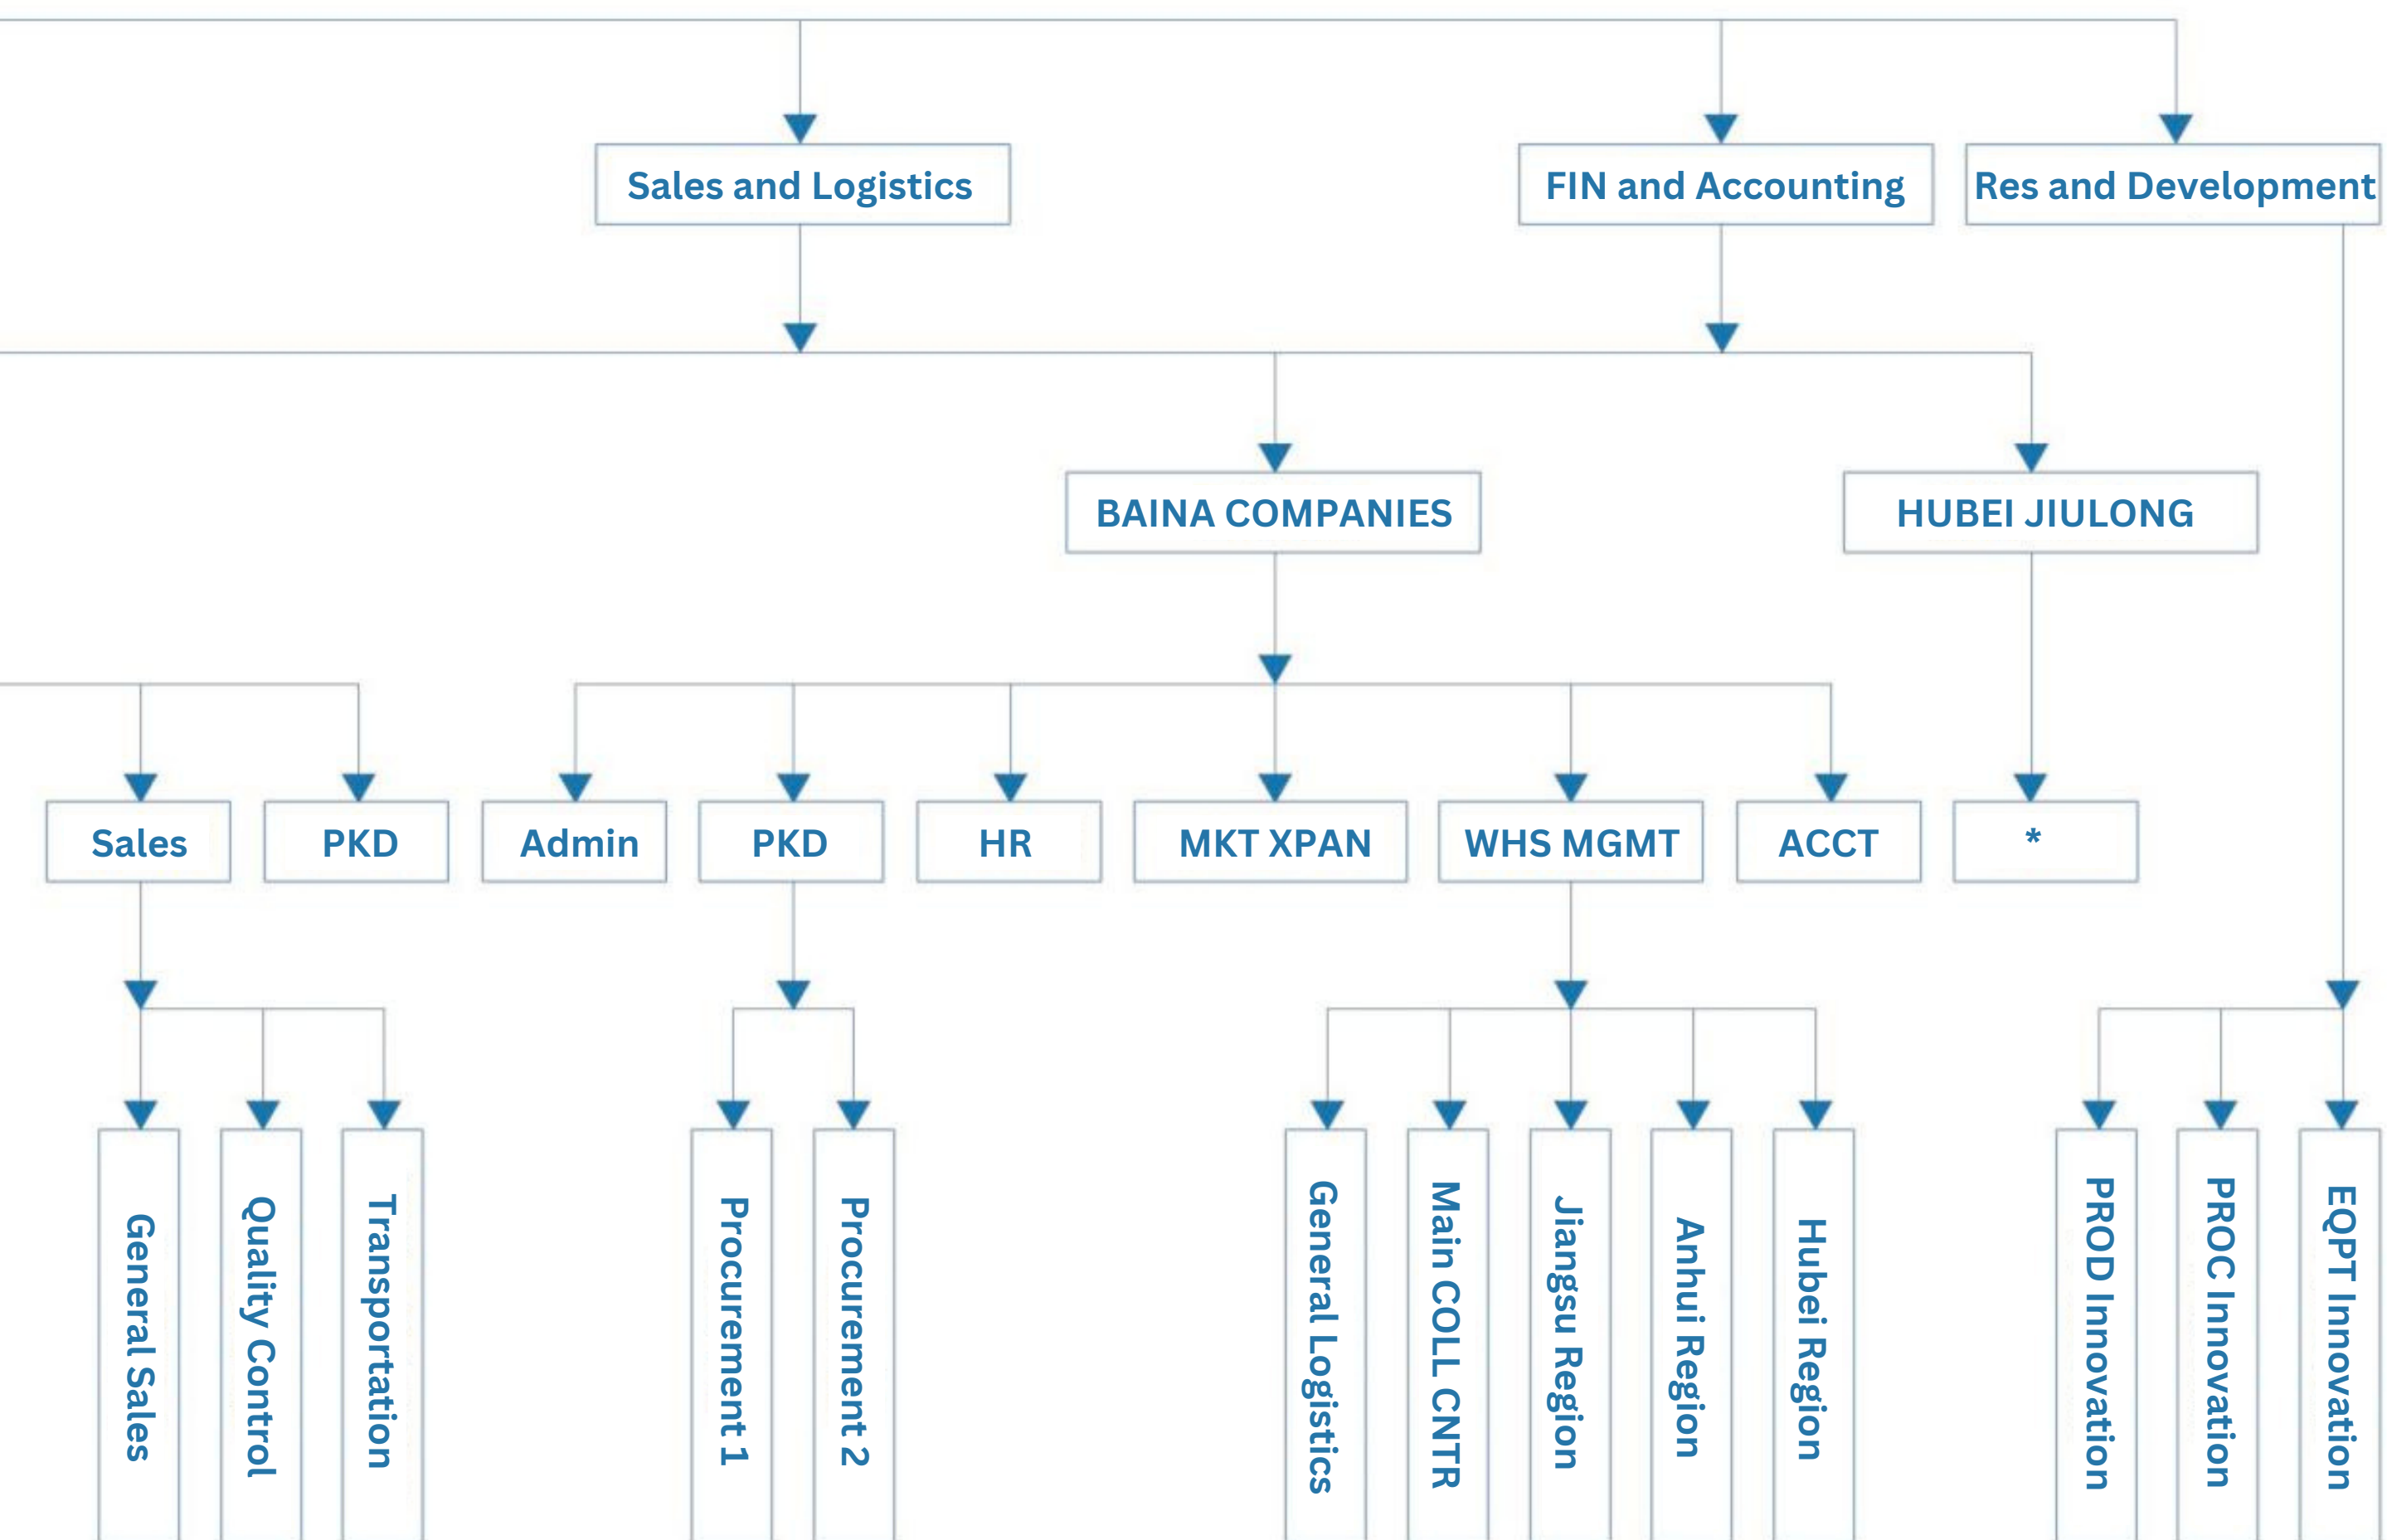 Sales and Logistics
FIN and Accounting
Res and Development
BAINA COMPANIES
HUBEI JIULONG
Sales
PKD
Admin
PKD
HR
MKT XPAN
WHS MGMT
ACCT
*
General Sales
Quality Control
Transportation
Procurement 1
Procurement 2
General Logistics
Main COLL CNTR
Jiangsu Region
Anhui Region
Hubei Region
PROD Innovation
PROC Innovation
EQPT Innovation